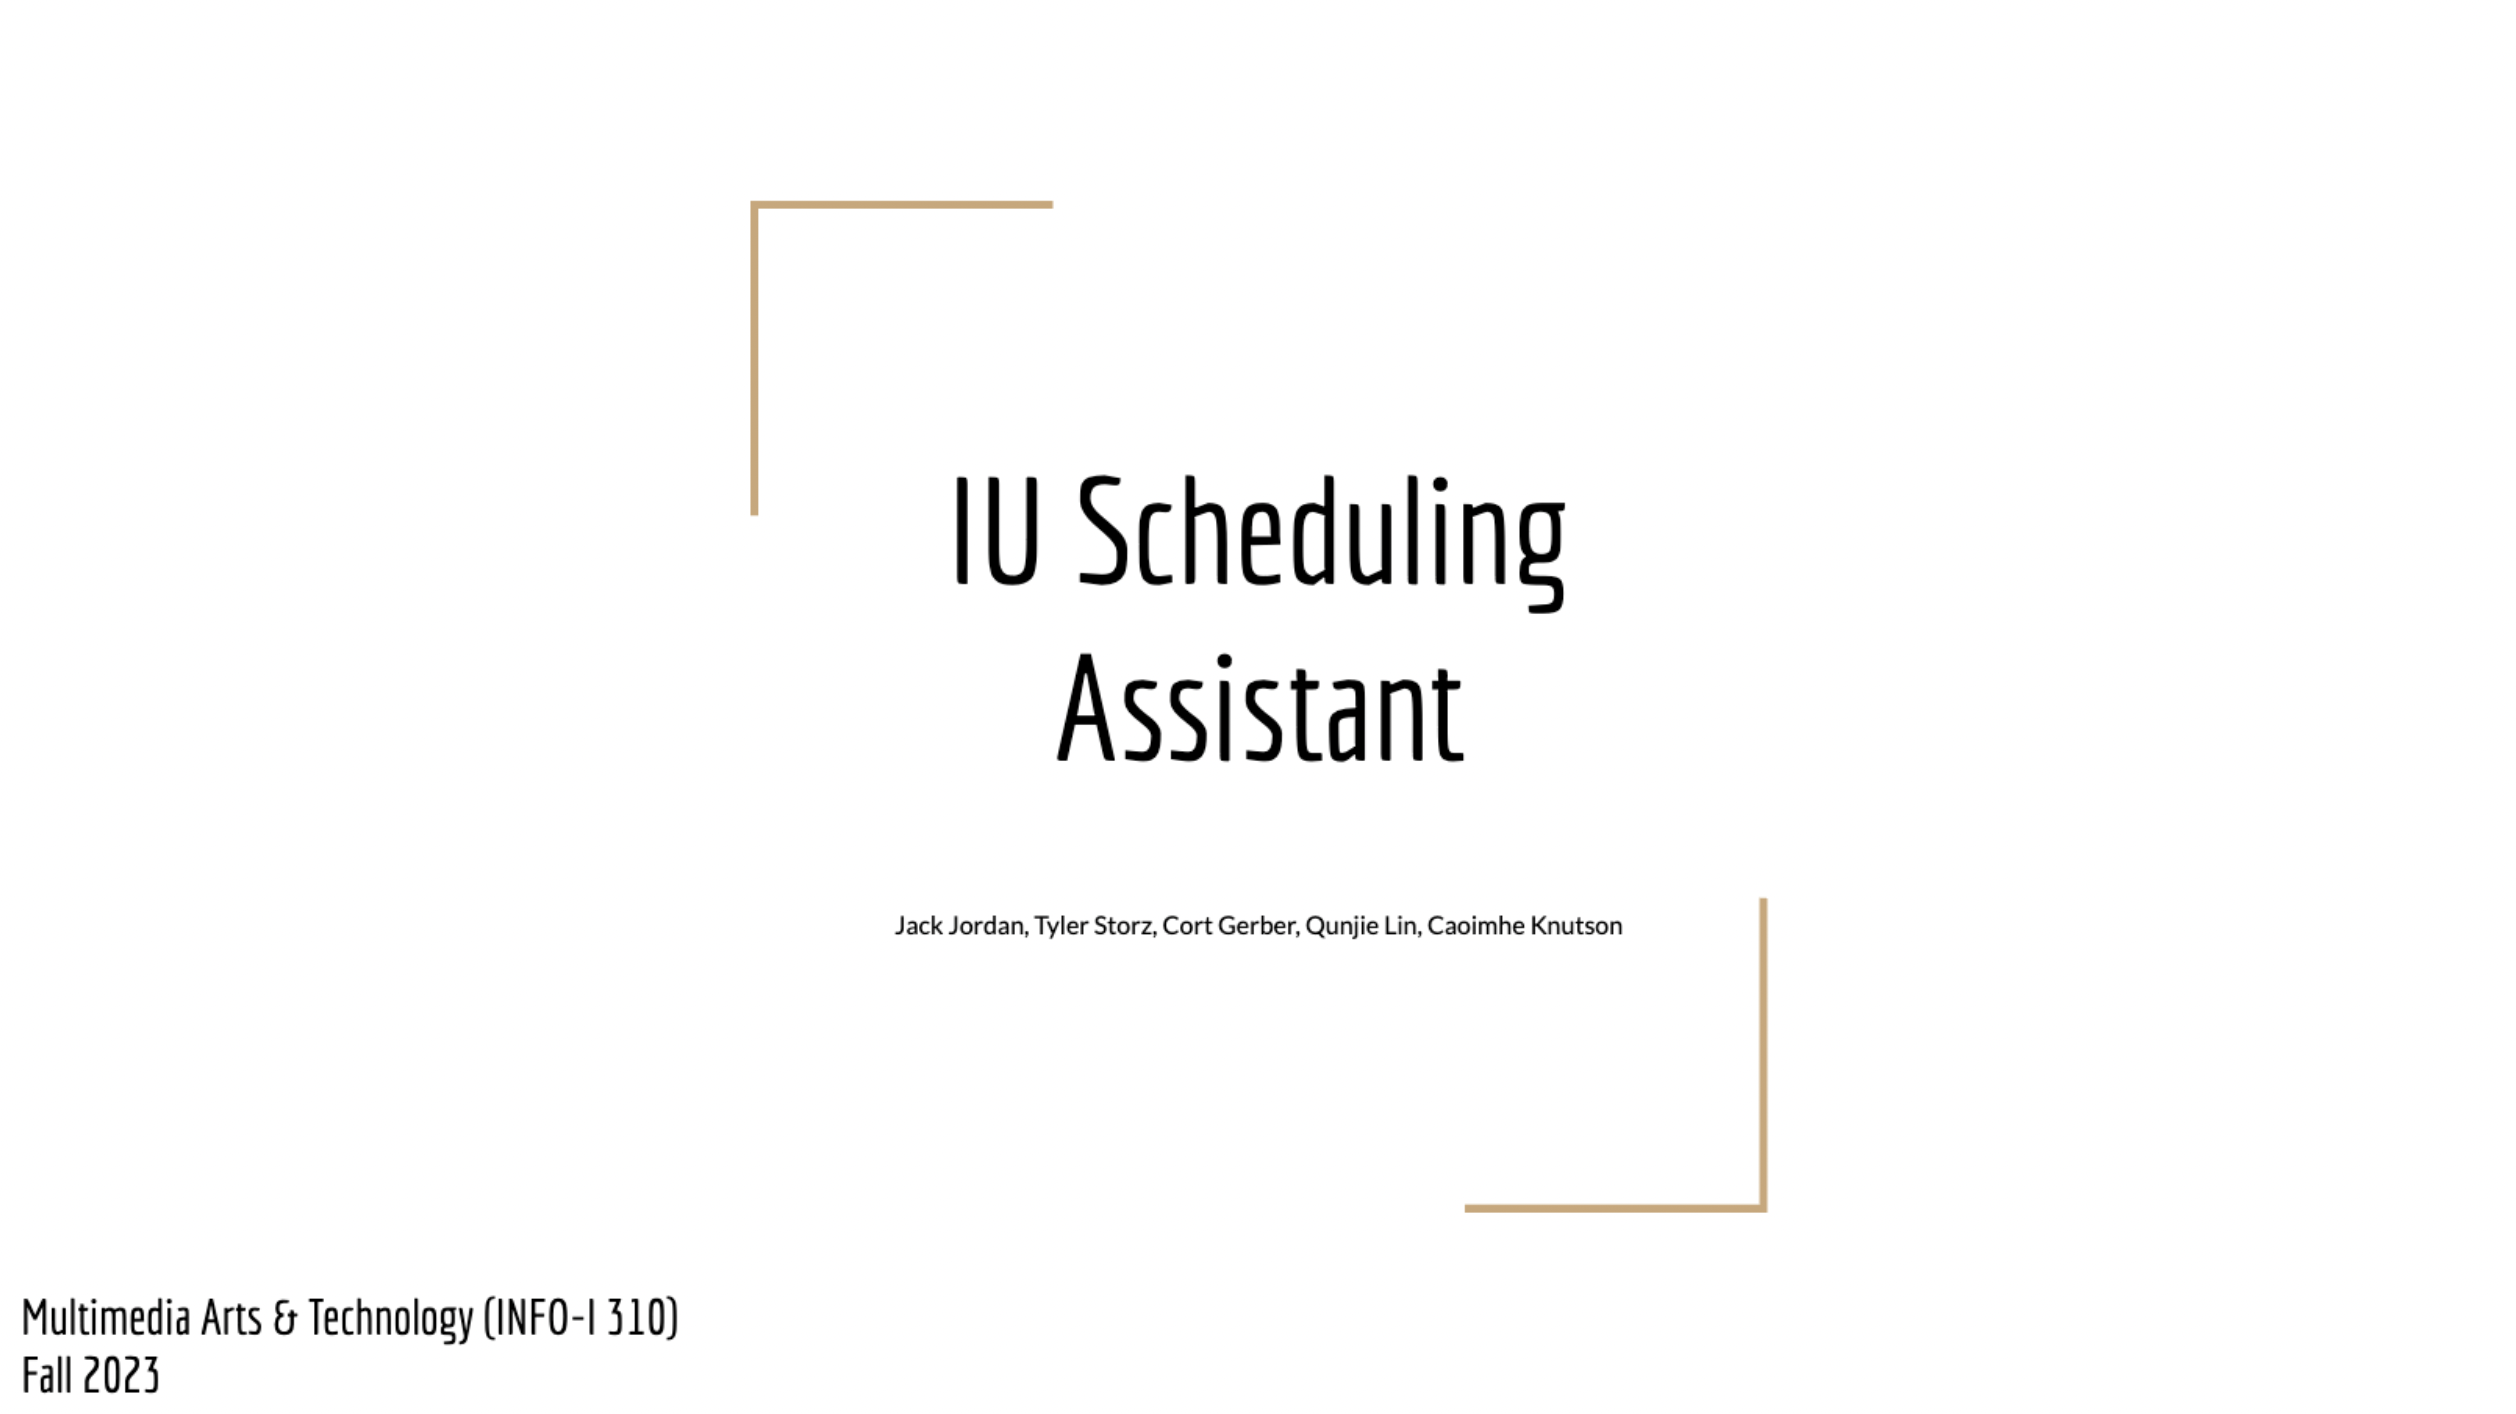 IU Scheduling
Assistant
Jack Jordan, Tyler Storz, Cort Gerber, Qunjie Lin, Caoimhe Knutson
Multimedia Arts & Technology (INFO-I 310)
Fall 2023